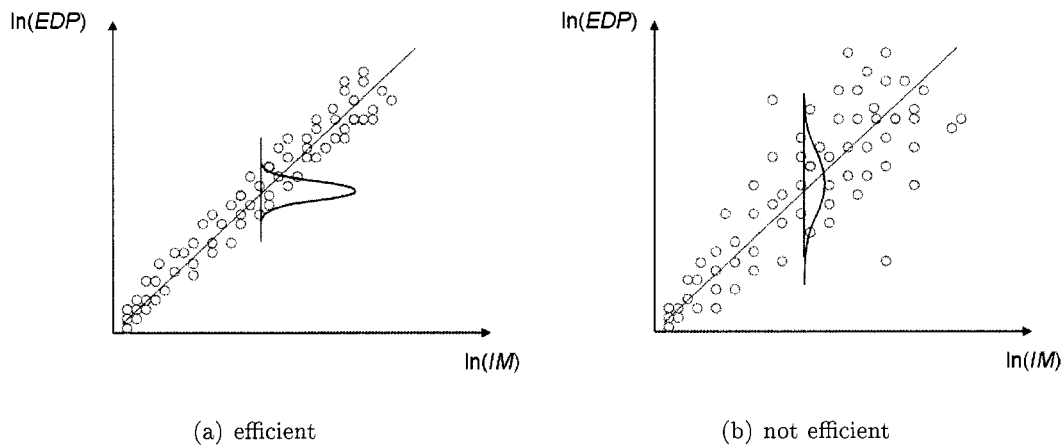 ln(EDP)
ln(IM)
(a) efficient
ln(EDP)
ln(IM)
(b) not efficient